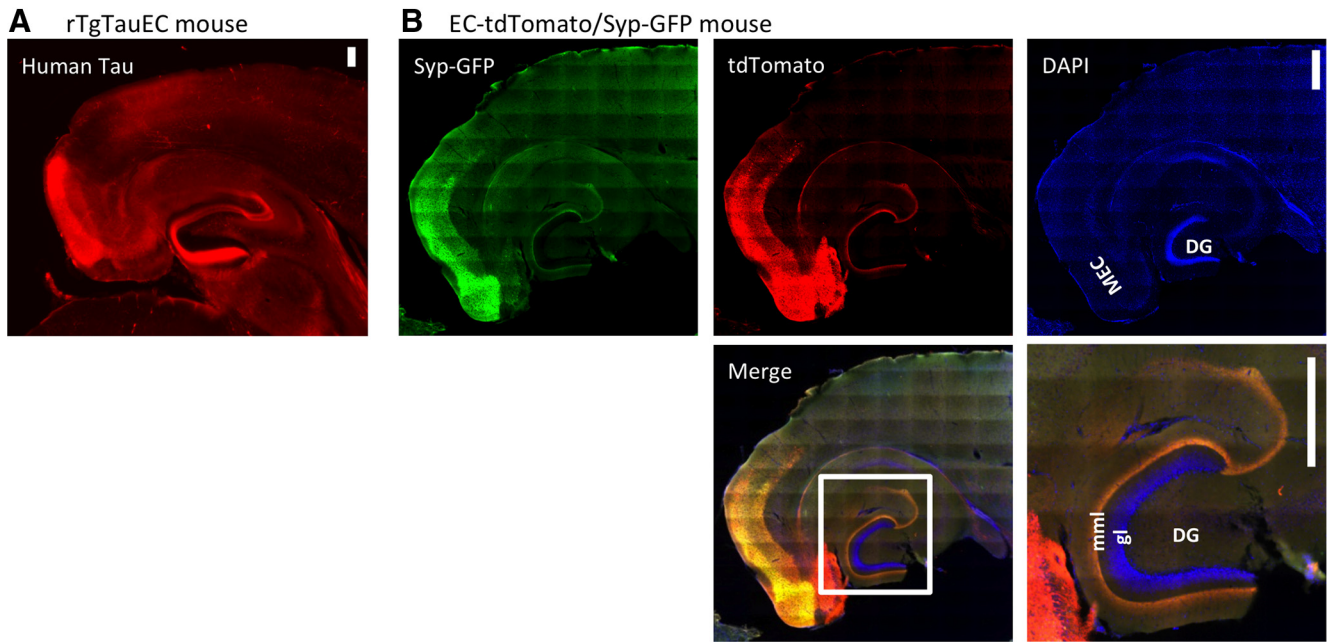 A rTgTauEC mouse
B EC-tdTomato/Syp-GFP mouse
Human Tau
Syp-GFP
tdTomato
DAPI
MEC
DG
Merge
mml
gl
DG